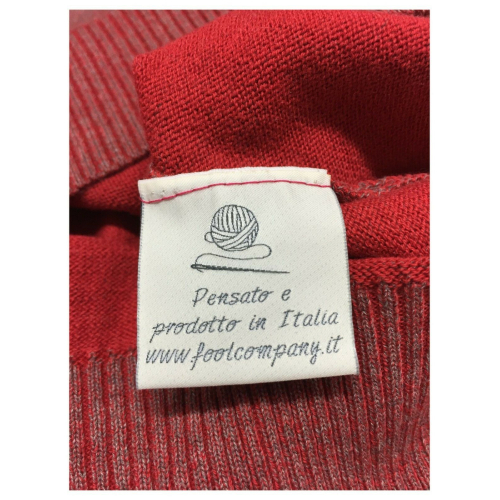 Pensato e
prodotto in Italia
www.foolcompany.it